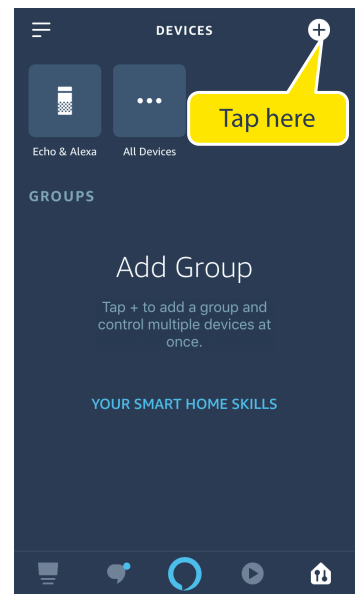 DEVICES
Tap here
Echo & Alexa
All Devices
GROUPS
Add Group
Tap + to add a group and
control multiple devices at
once.
YOUR SMART HOME SKILLS